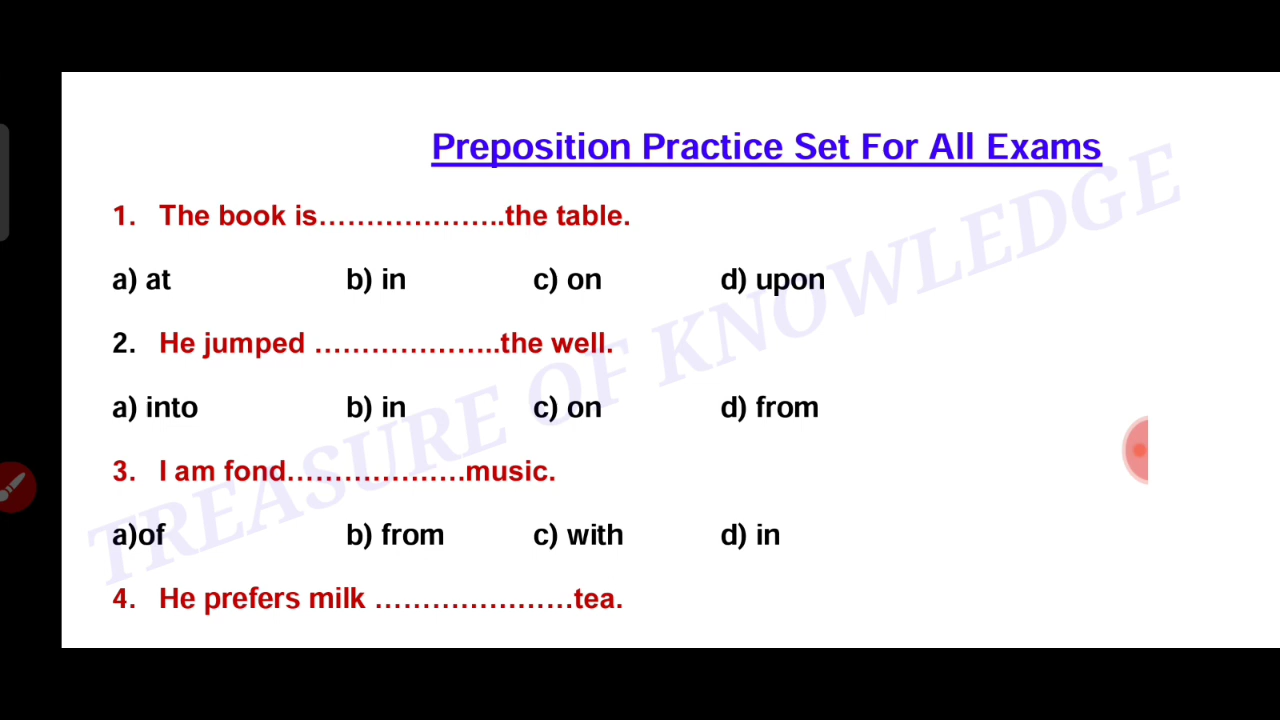 Preposition Practice Set For All Exams
1. The book is…………………..the table.
a) at b) in c) on d) upon
2. He jumped ………………..the well.
a) into b) in c) on d) from
3. I am fond……………….music.
a)of b) from c) with d) in
4. He prefers milk …………………tea.
TREASURE OF KNOWLEDGE